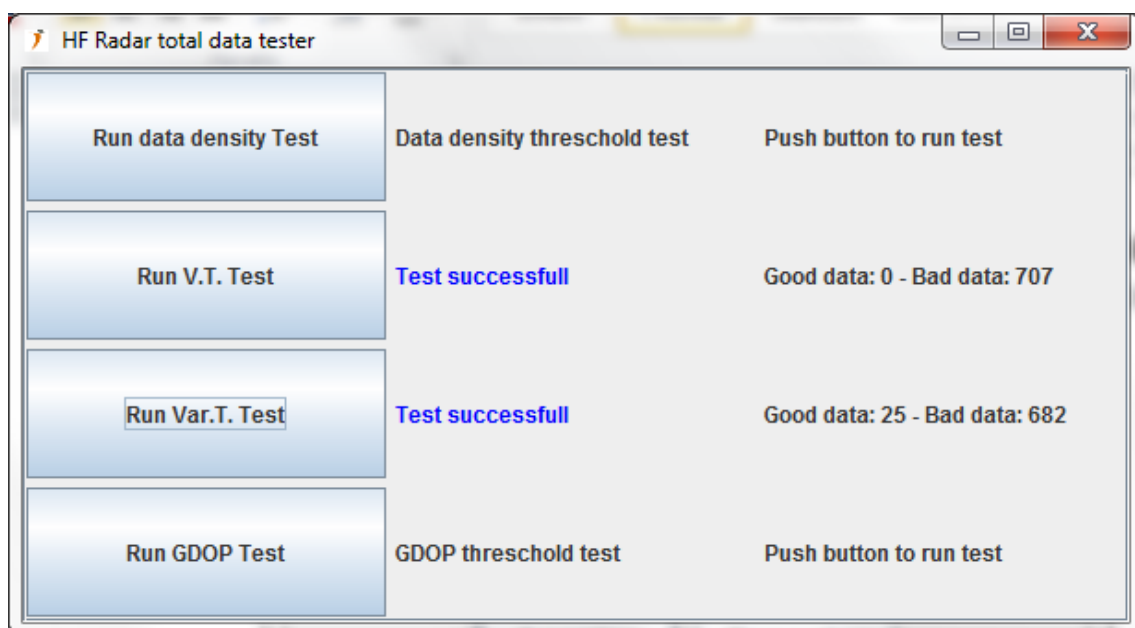 HF Radar total data tester
Run data density Test Data density threschold test Push button to run test
Run V.T. Test Test successfull Good data: 0 - Bad data: 707
Run Var.T. Test Test successfull Good data: 25 - Bad data: 682
Run GDOP Test GDOP threschold test Push button to run test